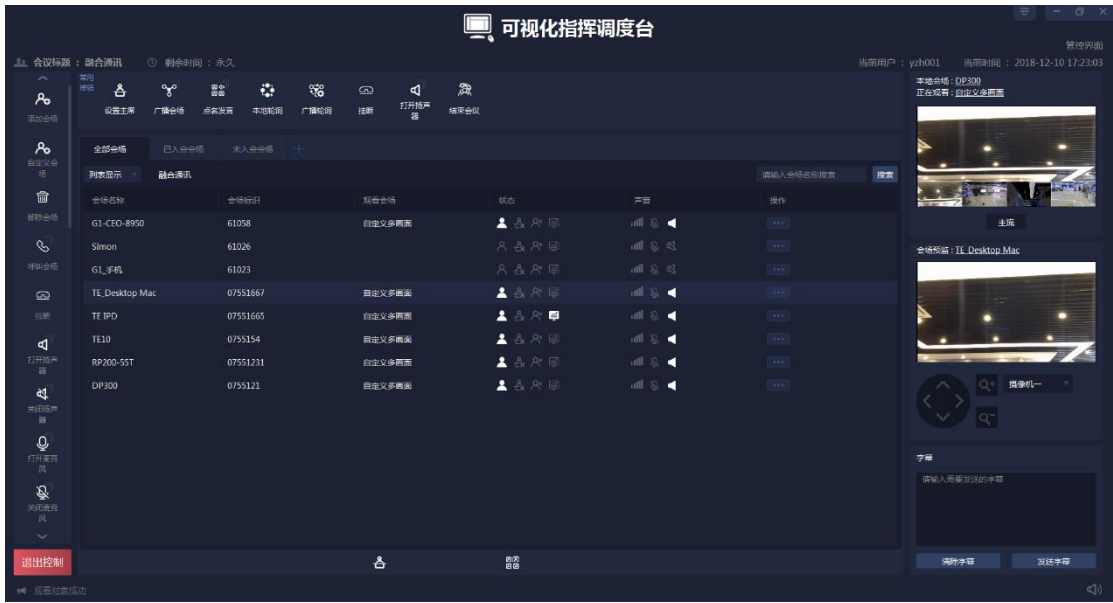 可视化指挥调度台
管控界面
会议标题：融合通讯 剩余时间：永久 当前用户：yzh001 当前时间：2018-12-10 17:23:03
添加会场
自定义会
场
移除会场
呼叫会场
挂断
打开扬声
器
关闭扬声
器
打开麦克
风
关闭麦克
风
退出控制
常用
按钮
设置主席 广播会场 点名发言 本地轮询 广播轮询 挂断 打开扬声
器
结束会议
全部会场 已入会会场 未入会会场 +
列表显示 融合通讯 请输入会场名称搜索 搜索
会场名称 会场标识 观看会场 状态 声音 操作
G1-CEO-8950 61058 自定义多画面
Simon 61026
G1_手机 61023
TE_Desktop Mac 07551667 自定义多画面
TE IPD 07551665 自定义多画面
TE10 0755154 自定义多画面
RP200-55T 07551231 自定义多画面
DP300 0755121 自定义多画面
本地会场：DP300
正在观看：自定义多画面
主流
会场预览：TE_Desktop Mac
摄像机一
字幕
请输入需要发送的字幕
清除字幕 发送字幕
观看对象成功